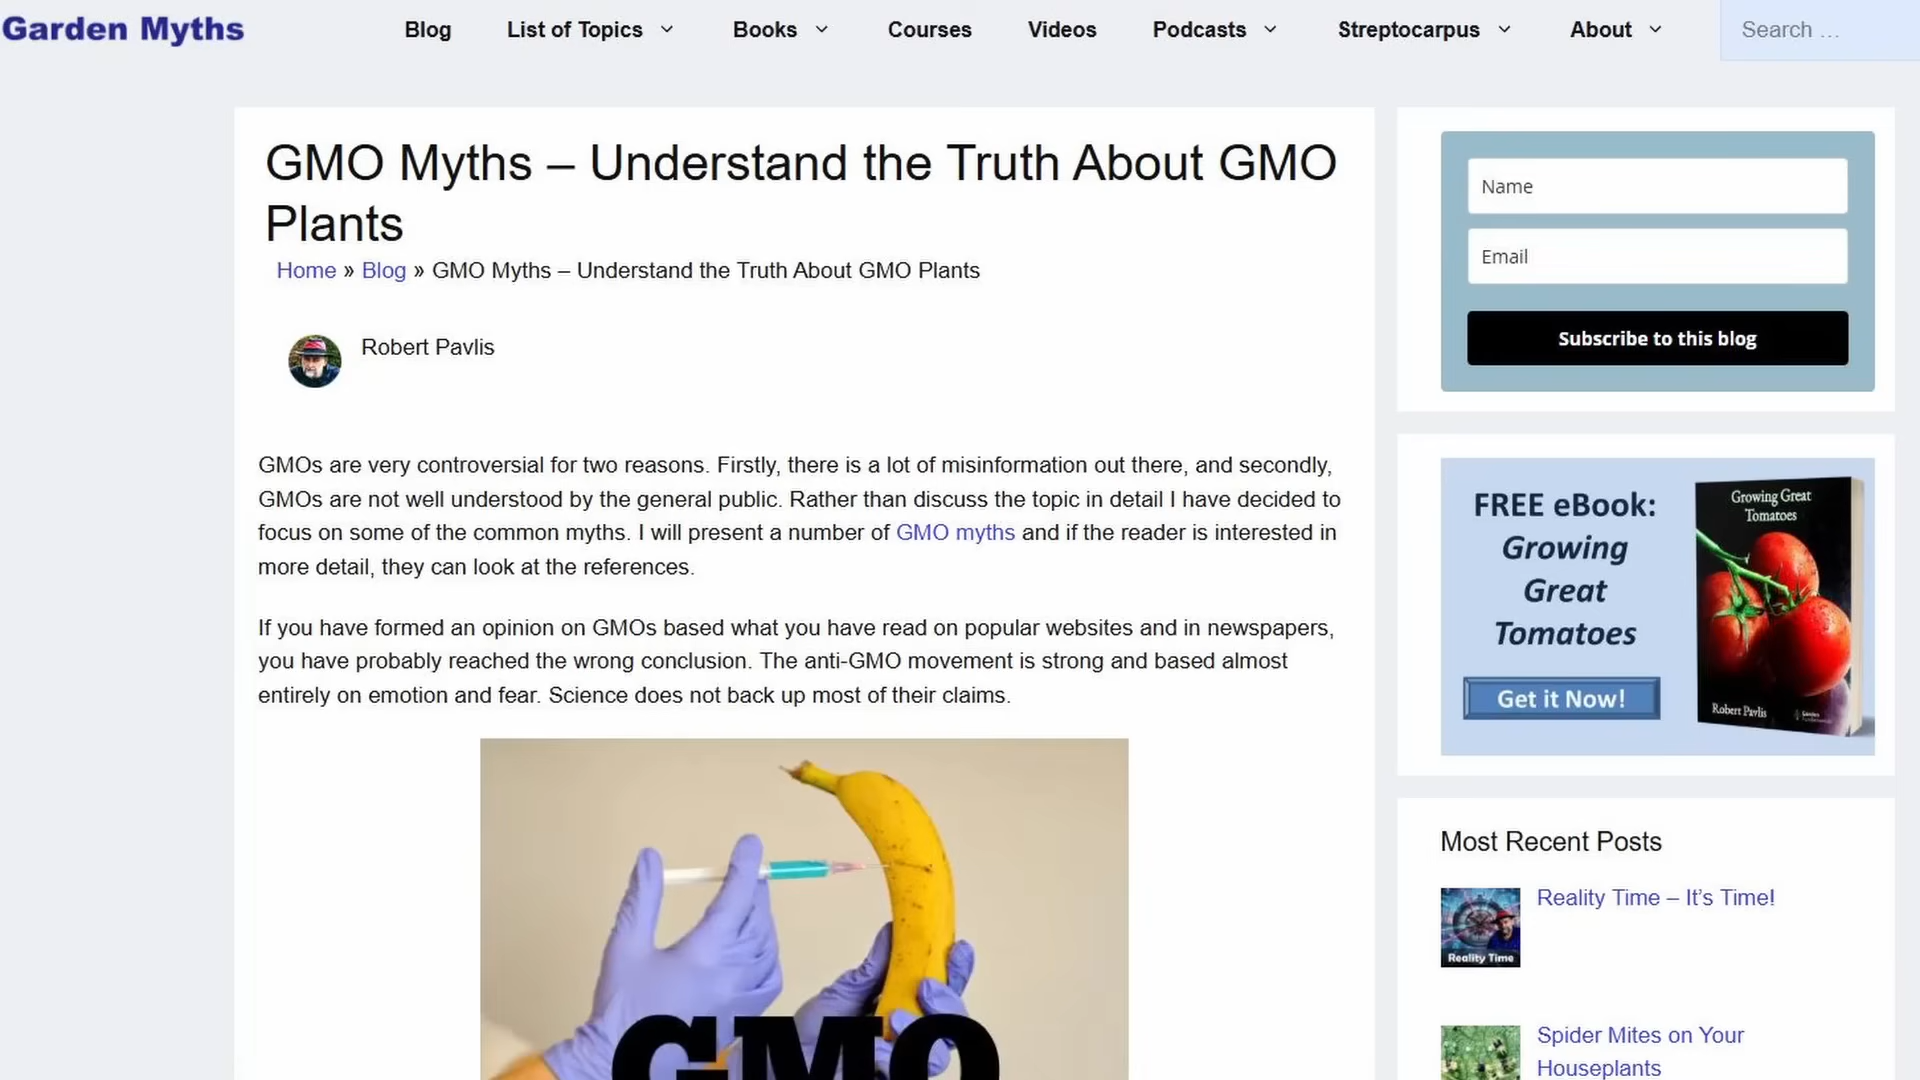 Garden Myths
Blog
List of Topics
Books
Courses
Videos
Podcasts
Streptocarpus
About
Search …
GMO Myths – Understand the Truth About GMO
Plants
Home » Blog » GMO Myths – Understand the Truth About GMO Plants
Robert Pavlis
GMOs are very controversial for two reasons. Firstly, there is a lot of misinformation out there, and secondly,
GMOs are not well understood by the general public. Rather than discuss the topic in detail I have decided to
focus on some of the common myths. I will present a number of GMO myths and if the reader is interested in
more detail, they can look at the references.
If you have formed an opinion on GMOs based what you have read on popular websites and in newspapers,
you have probably reached the wrong conclusion. The anti-GMO movement is strong and based almost
entirely on emotion and fear. Science does not back up most of their claims.
GMO
Name
Email
Subscribe to this blog
FREE eBook:
Growing
Great
Tomatoes
Get it Now!
Growing Great
Tomatoes
Robert Pavlis
Most Recent Posts
Reality Time
Reality Time – It’s Time!
Spider Mites on Your
Houseplants